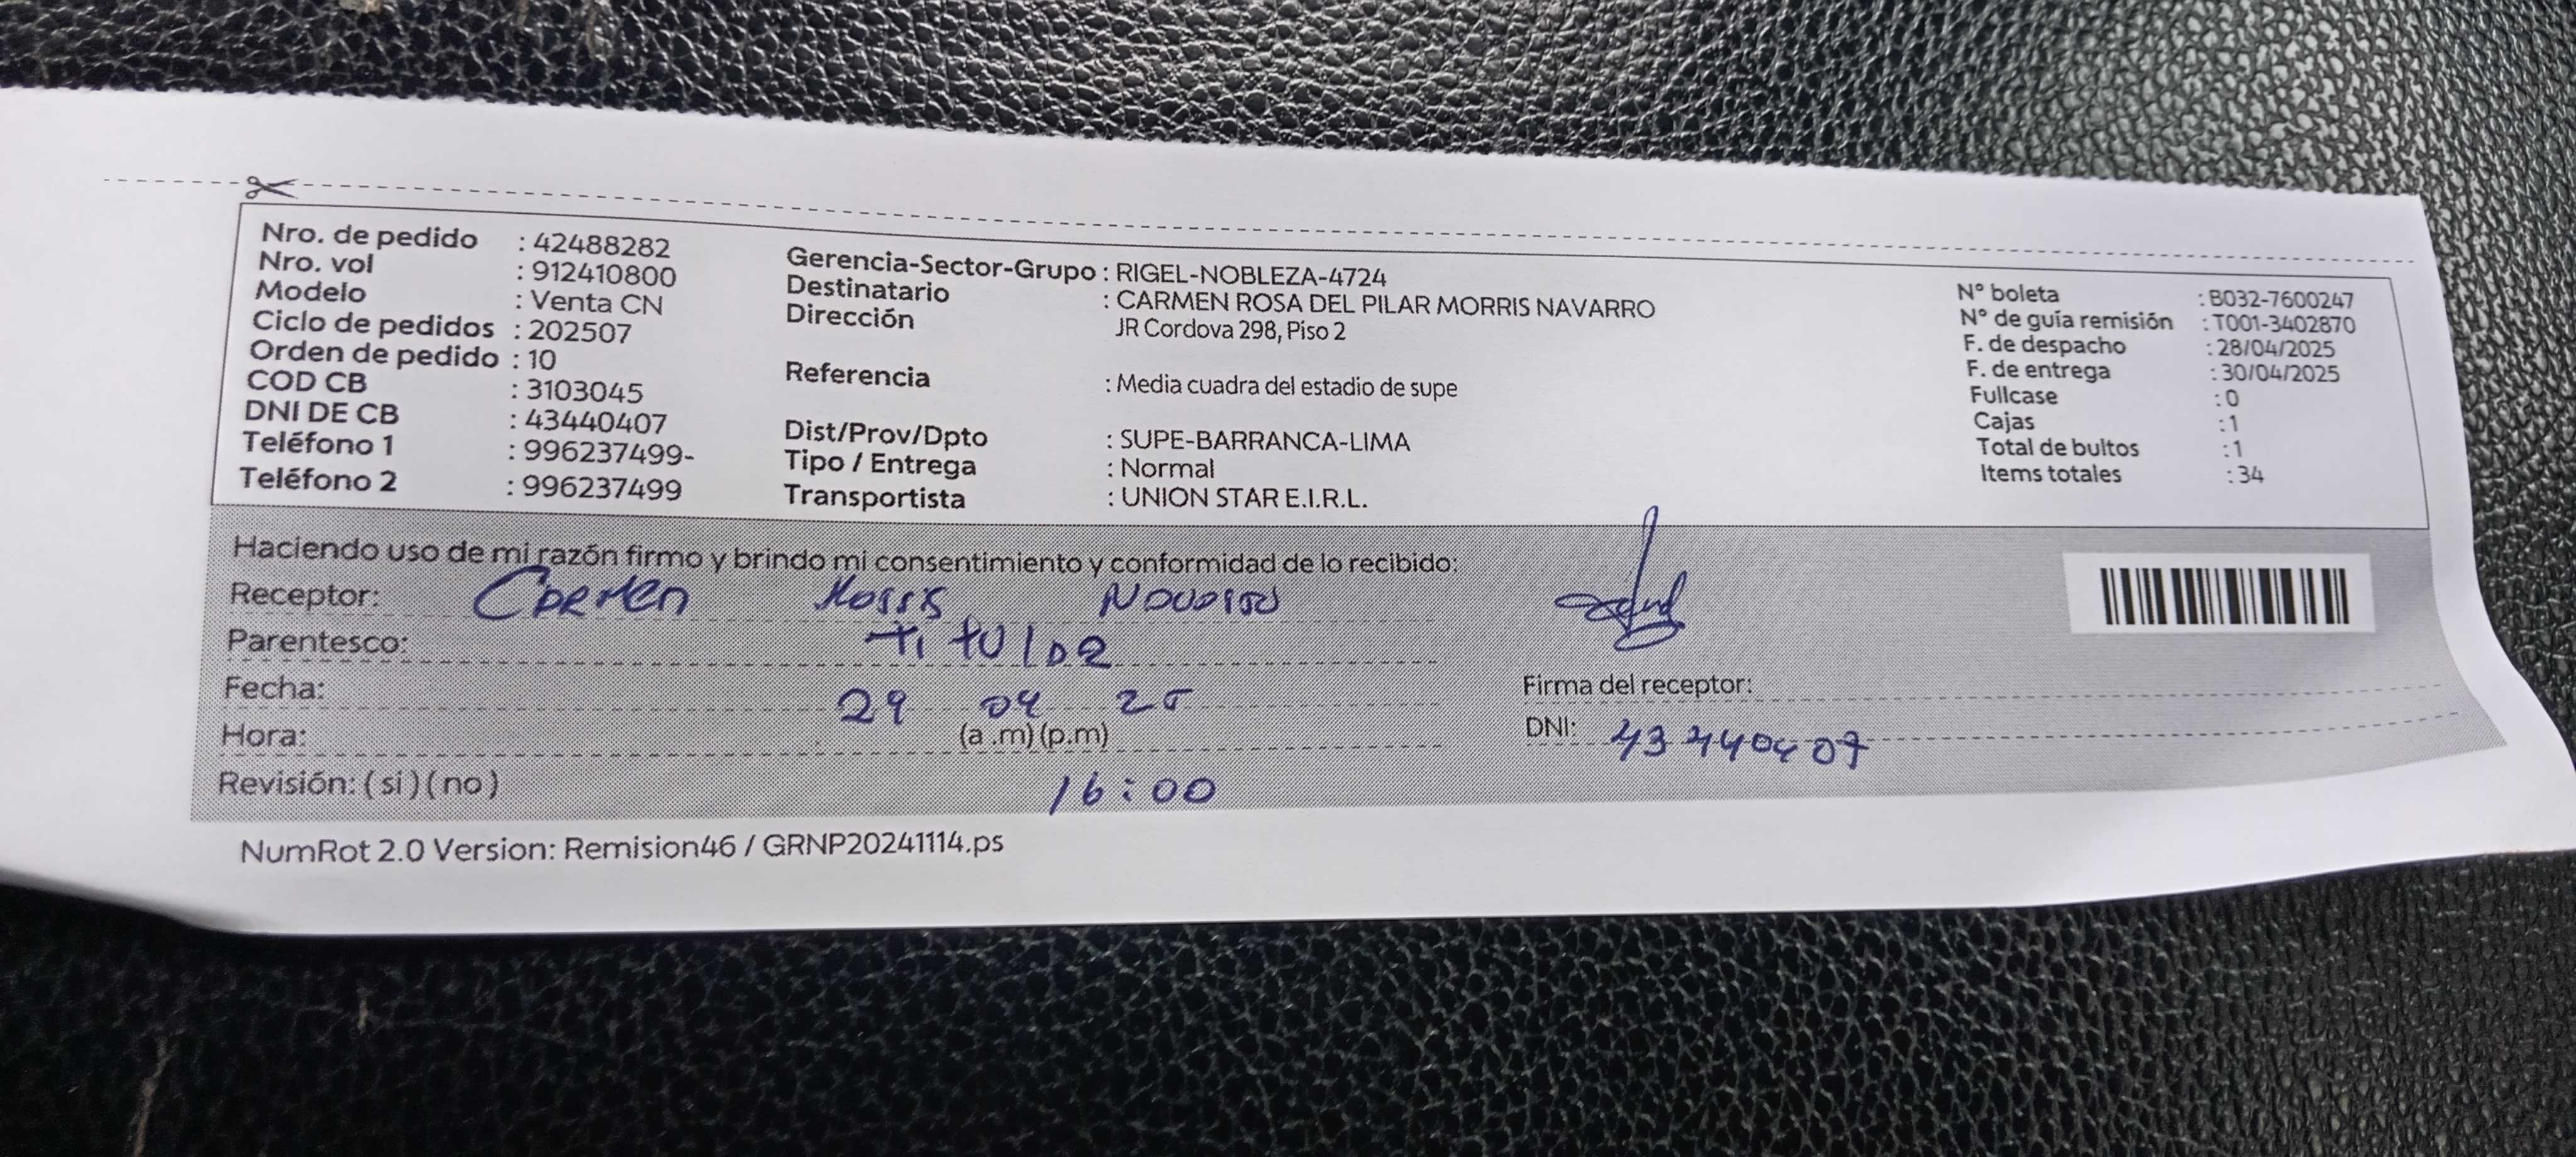 Nro. de pedido : 42488282
Nro. vol : 912410800
Modelo : Venta CN
Ciclo de pedidos : 202507
Orden de pedido : 10
COD CB : 3103045
DNI DE CB : 43440407
Teléfono 1 : 996237499-
Teléfono 2 : 996237499
Gerencia-Sector-Grupo : RIGEL-NOBLEZA-4724
Destinatario : CARMEN ROSA DEL PILAR MORRIS NAVARRO
Dirección JR Cordova 298, Piso 2
Referencia : Media cuadra del estadio de supe
Dist/Prov/Dpto : SUPE-BARRANCA-LIMA
Tipo / Entrega : Normal
Transportista : UNION STAR E.I.R.L.
N° boleta : B032-7600247
N° de guía remisión : T001-3402870
F. de despacho : 28/04/2025
F. de entrega : 30/04/2025
Fullcase : 0
Cajas : 1
Total de bultos : 1
Items totales : 34
Haciendo uso de mi razón firmo y brindo mi consentimiento y conformidad de lo recibido:
Receptor: Carmen Morris Navarro
Parentesco: Titular
Fecha: 29 04 25
Hora: (a .m) (p.m)
Revisión: ( si ) ( no ) 16:00
Firma del receptor:
DNI: 43440407
NumRot 2.0 Version: Remision46 / GRNP20241114.ps